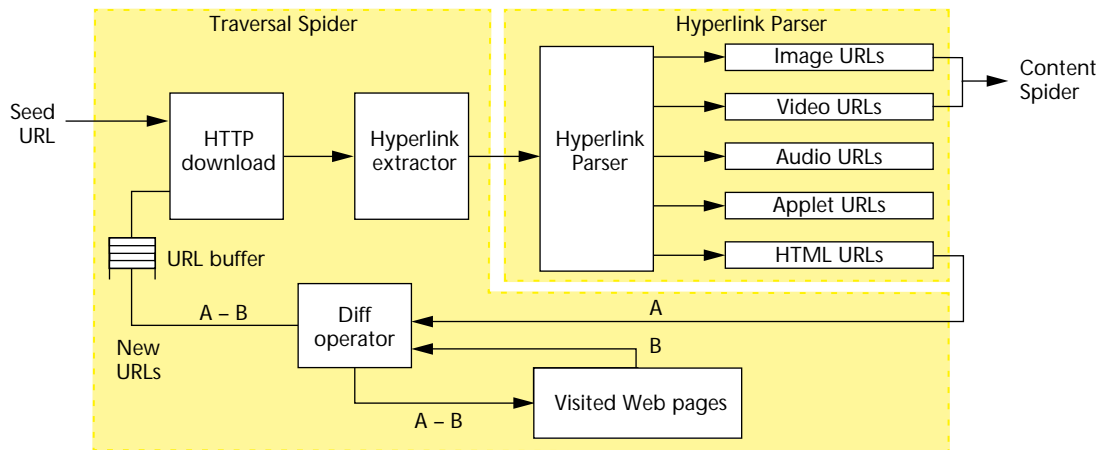 Traversal Spider
Hyperlink Parser
Seed
URL
HTTP
download
Hyperlink
extractor
Hyperlink
Parser
Image URLs
Video URLs
Audio URLs
Applet URLs
HTML URLs
Content
Spider
URL buffer
A – B
New
URLs
Diff
operator
A
B
A – B
Visited Web pages